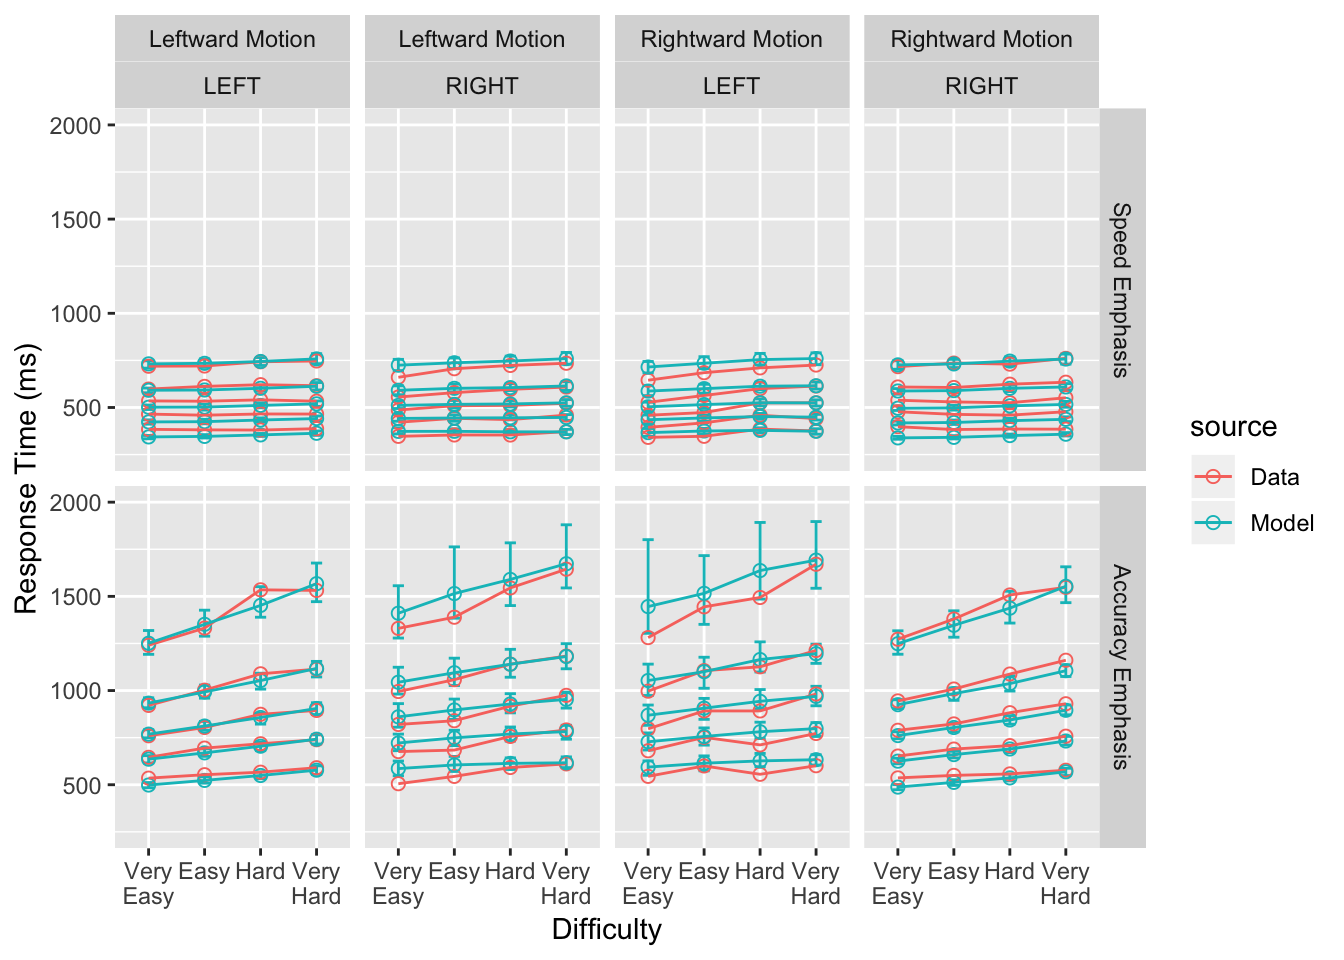 Leftward Motion Leftward Motion Rightward Motion Rightward Motion
LEFT RIGHT LEFT RIGHT
2000
1500
1000
500
Speed Emphasis
2000
1500
1000
500
Accuracy Emphasis
Response Time (ms)
Very Easy Hard Very Very Easy Hard Very Very Easy Hard Very Very Easy Hard Very
Easy Hard Easy Hard Easy Hard Easy Hard
Difficulty
source
Data
Model